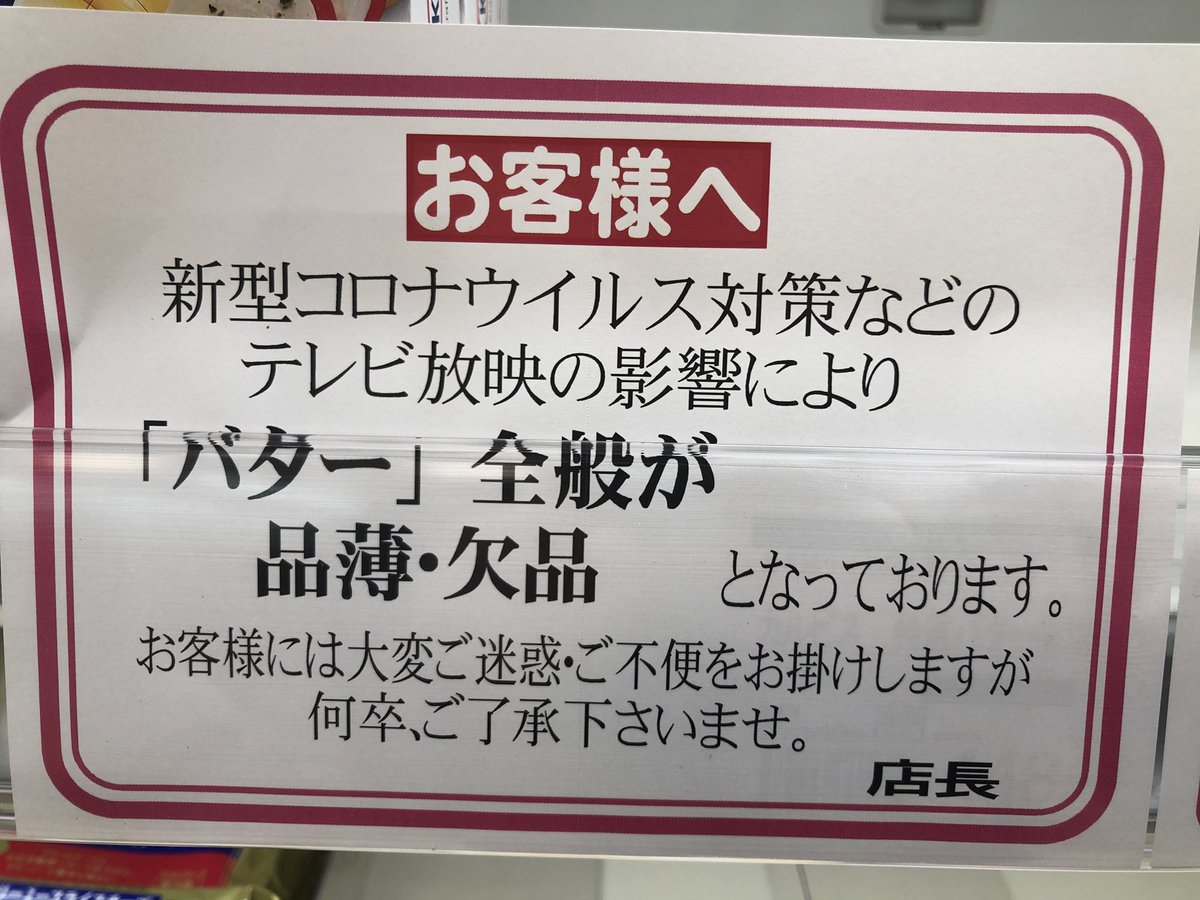 お客様へ
新型コロナウイルス対策などの
テレビ放映の影響により
「バター」全般が
品薄・欠品 となっております。
お客様には大変ご迷惑・ご不便をお掛けしますが
何卒、ご了承下さいませ。
店長